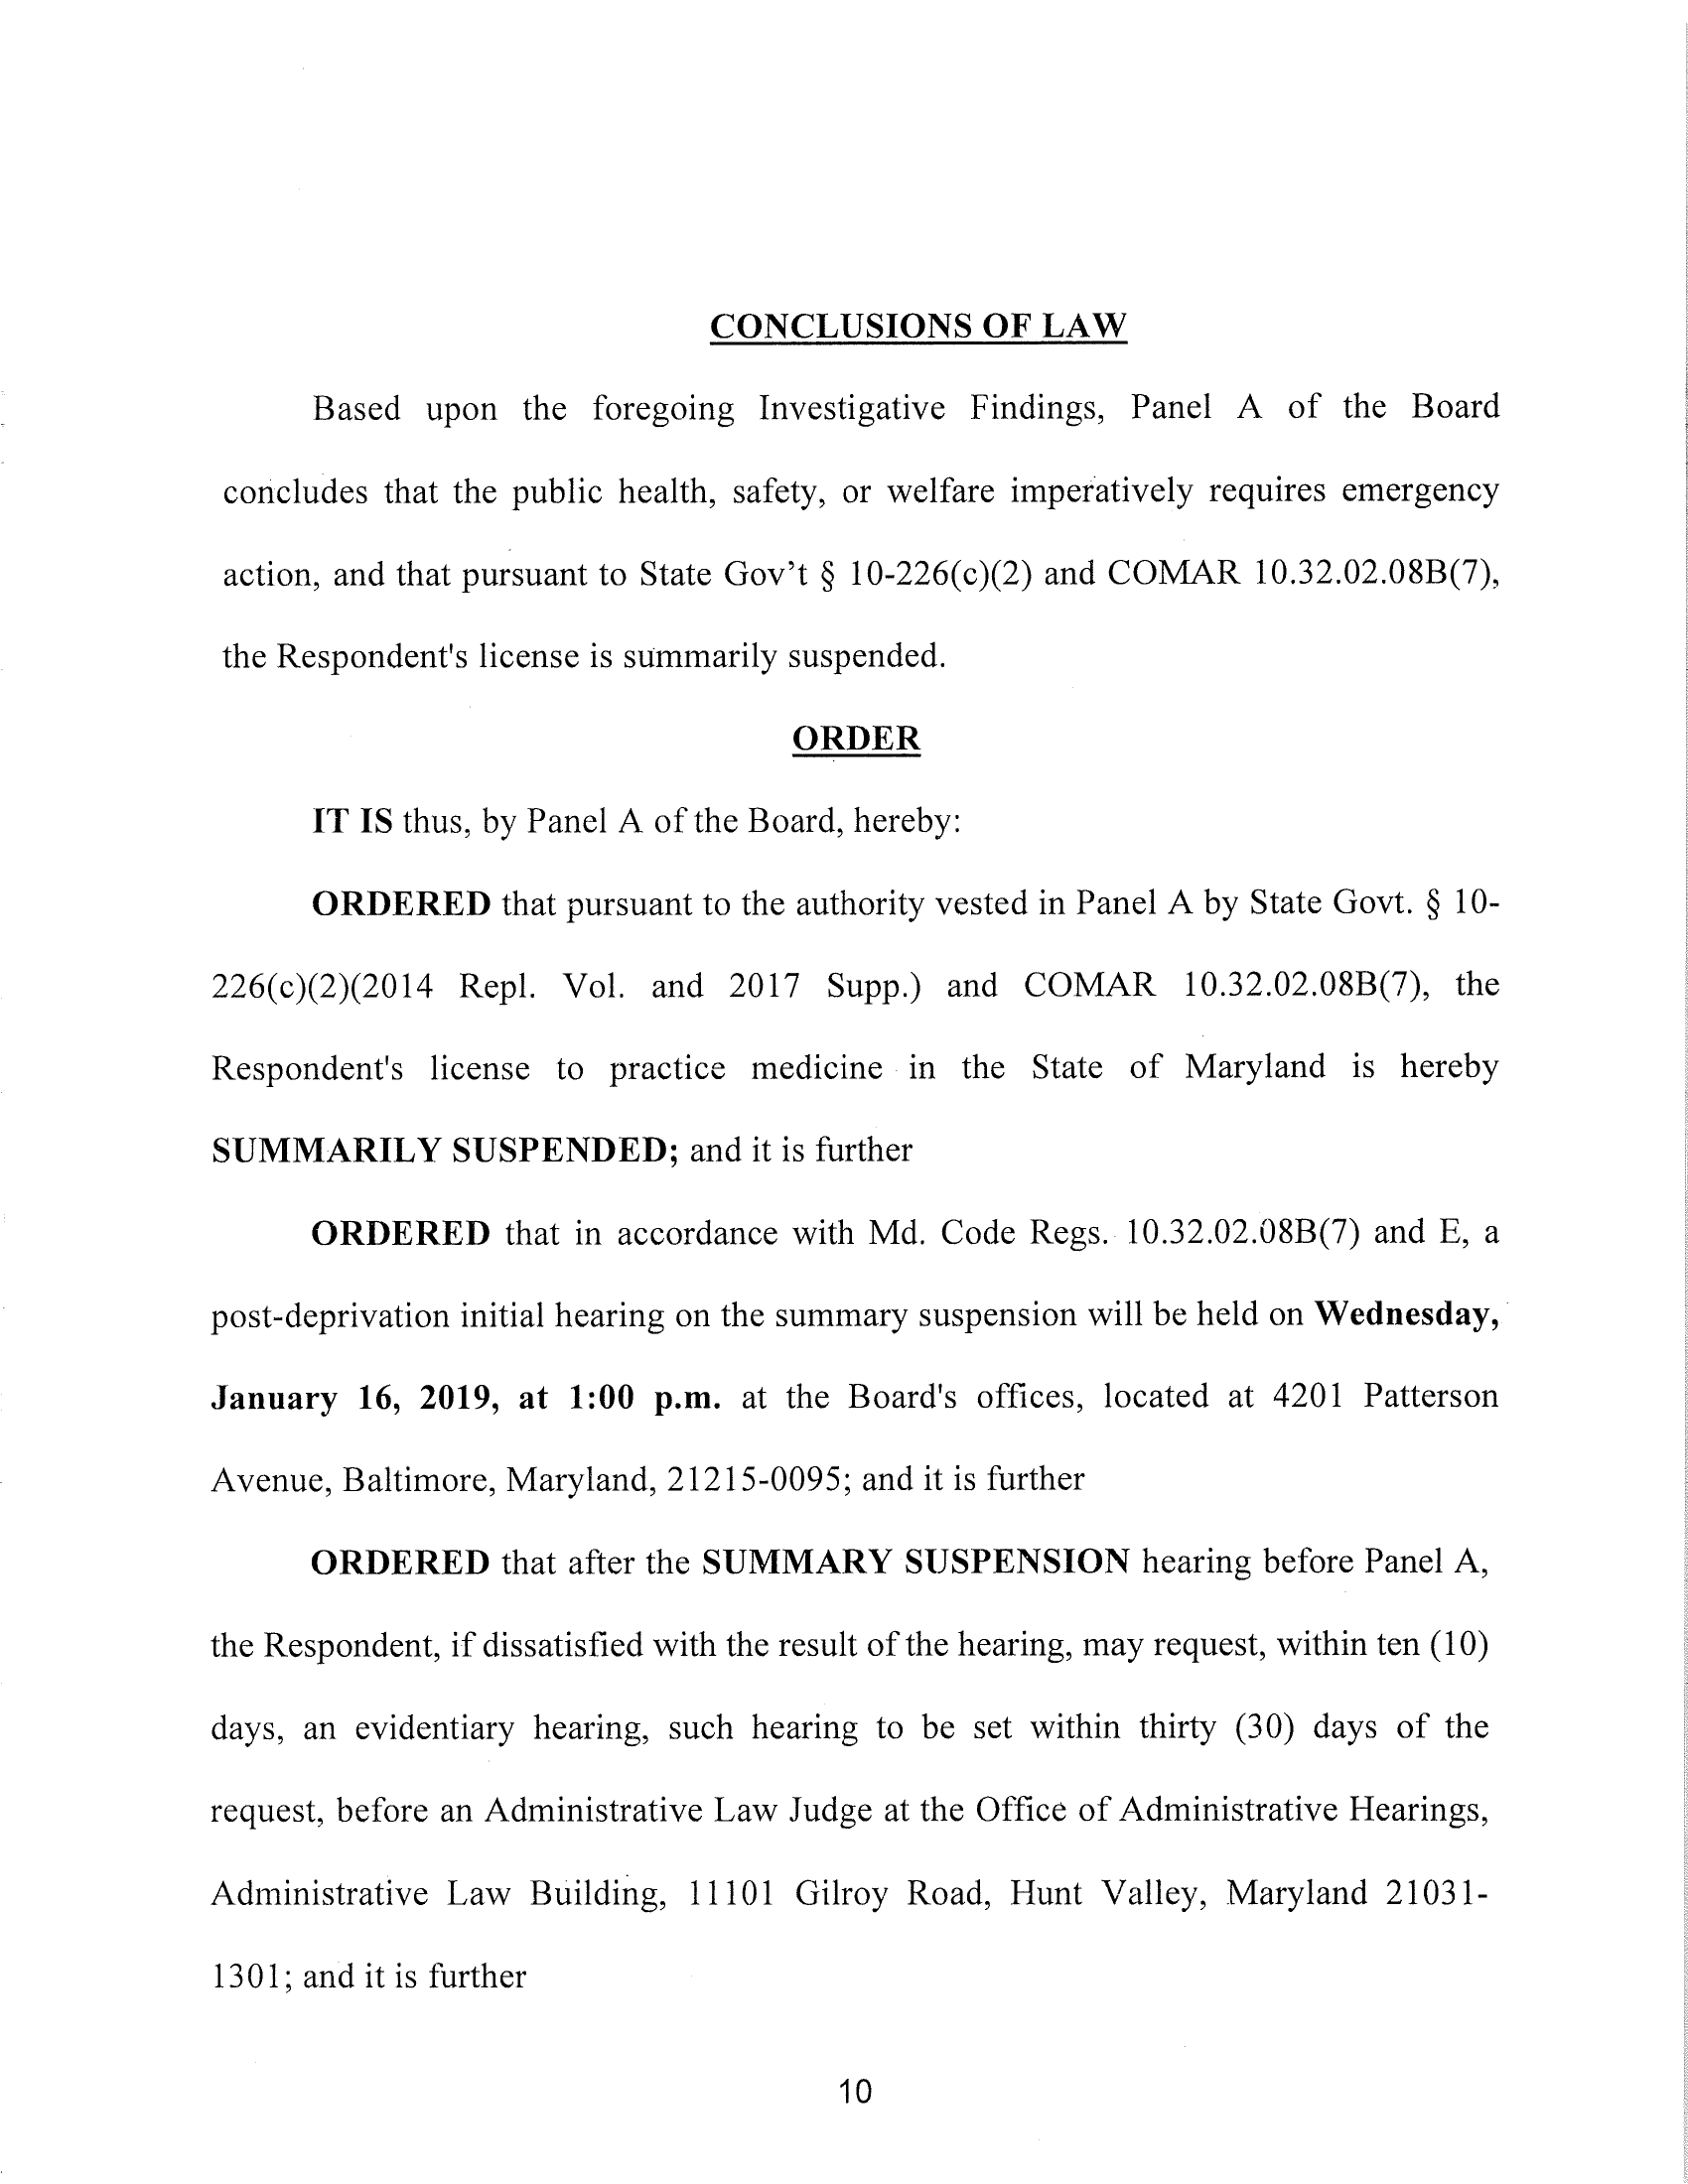 CONCLUSIONS OF LAW
Based upon the foregoing Investigative Findings, Panel A of the Board
concludes that the public health, safety, or welfare imperatively requires emergency
action, and that pursuant to State Gov't § 10-226(c)(2) and COMAR 10.32.02.08B(7),
the Respondent's license is summarily suspended.
ORDER
IT IS thus, by Panel A of the Board, hereby:
ORDERED that pursuant to the authority vested in Panel A by State Govt. § 10-
226(c)(2)(2014 Repl. Vol. and 2017 Supp.) and COMAR 10.32.02.08B(7), the
Respondent's license to practice medicine in the State of Maryland is hereby
SUMMARILY SUSPENDED; and it is further
ORDERED that in accordance with Md. Code Regs. 10.32.02.08B(7) and E, a
post-deprivation initial hearing on the summary suspension will be held on Wednesday,
January 16, 2019, at 1:00 p.m. at the Board's offices, located at 4201 Patterson
Avenue, Baltimore, Maryland, 21215-0095; and it is further
ORDERED that after the SUMMARY SUSPENSION hearing before Panel A,
the Respondent, if dissatisfied with the result of the hearing, may request, within ten (10)
days, an evidentiary hearing, such hearing to be set within thirty (30) days of the
request, before an Administrative Law Judge at the Office of Administrative Hearings,
Administrative Law Building, 11101 Gilroy Road, Hunt Valley, Maryland 21031-
1301; and it is further
10